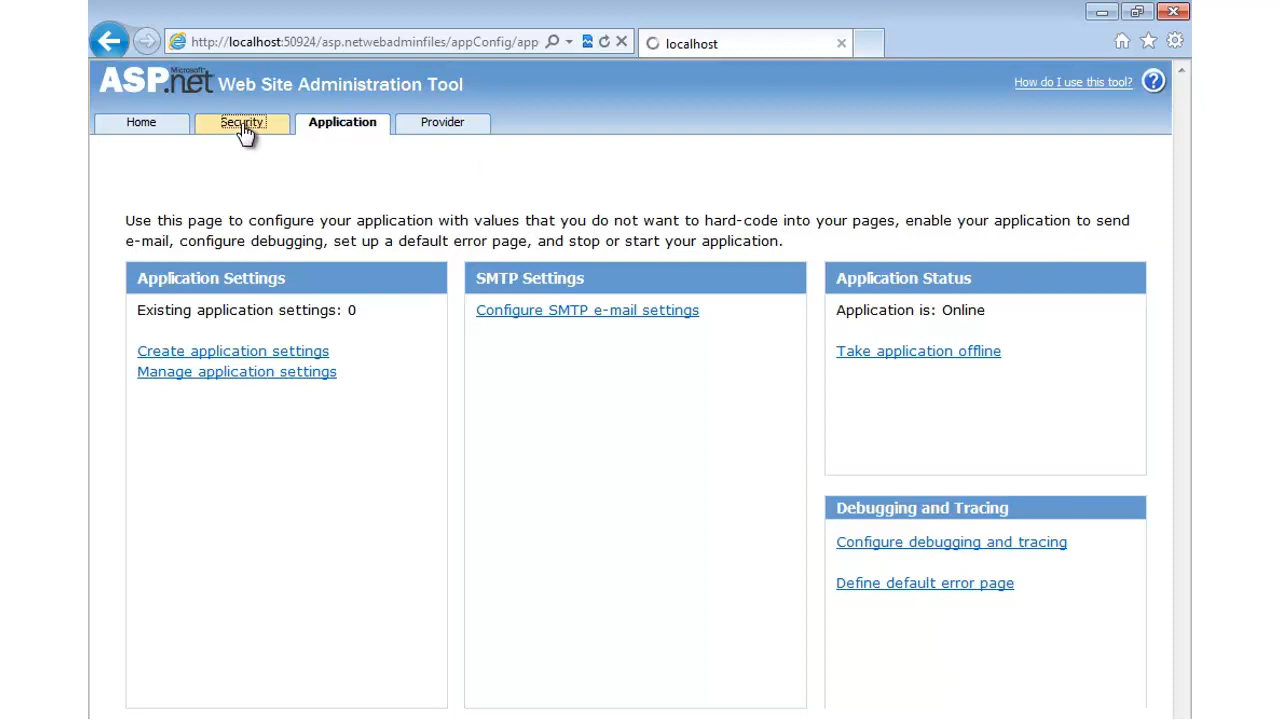 http://localhost:50924/asp.netwebadminfiles/appConfig/app
localhost
Microsoft
ASP.net Web Site Administration Tool
How do I use this tool?
?
Home
Security
Application
Provider
Use this page to configure your application with values that you do not want to hard-code into your pages, enable your application to send
e-mail, configure debugging, set up a default error page, and stop or start your application.
Application Settings
Existing application settings: 0
Create application settings
Manage application settings
SMTP Settings
Configure SMTP e-mail settings
Application Status
Application is: Online
Take application offline
Debugging and Tracing
Configure debugging and tracing
Define default error page